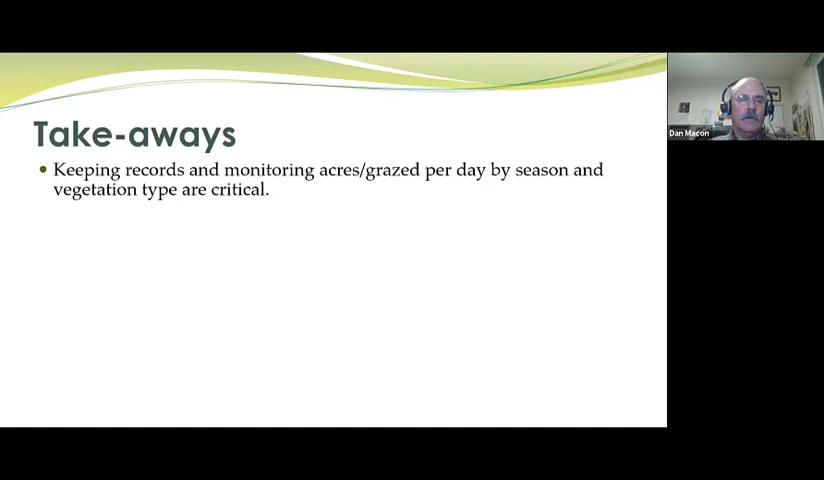 Take-aways
Keeping records and monitoring acres/grazed per day by season and
vegetation type are critical.
Dan Macon